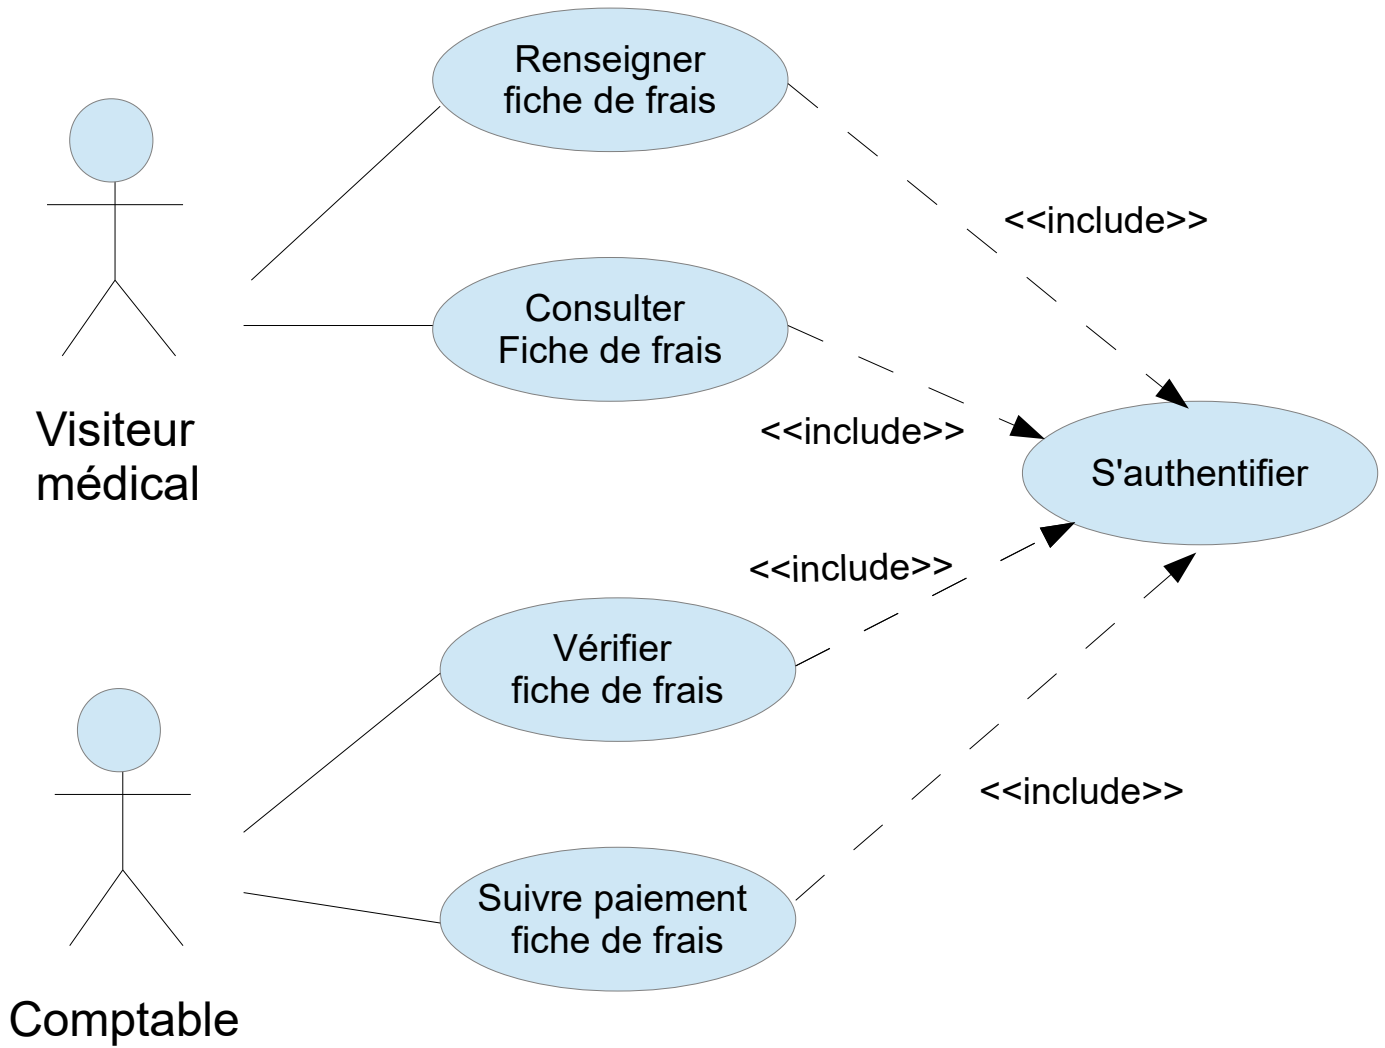 Renseigner
fiche de frais
<<include>>
Consulter
Fiche de frais
Visiteur
médical
<<include>>
S'authentifier
<<include>>
Vérifier
fiche de frais
<<include>>
Suivre paiement
fiche de frais
Comptable